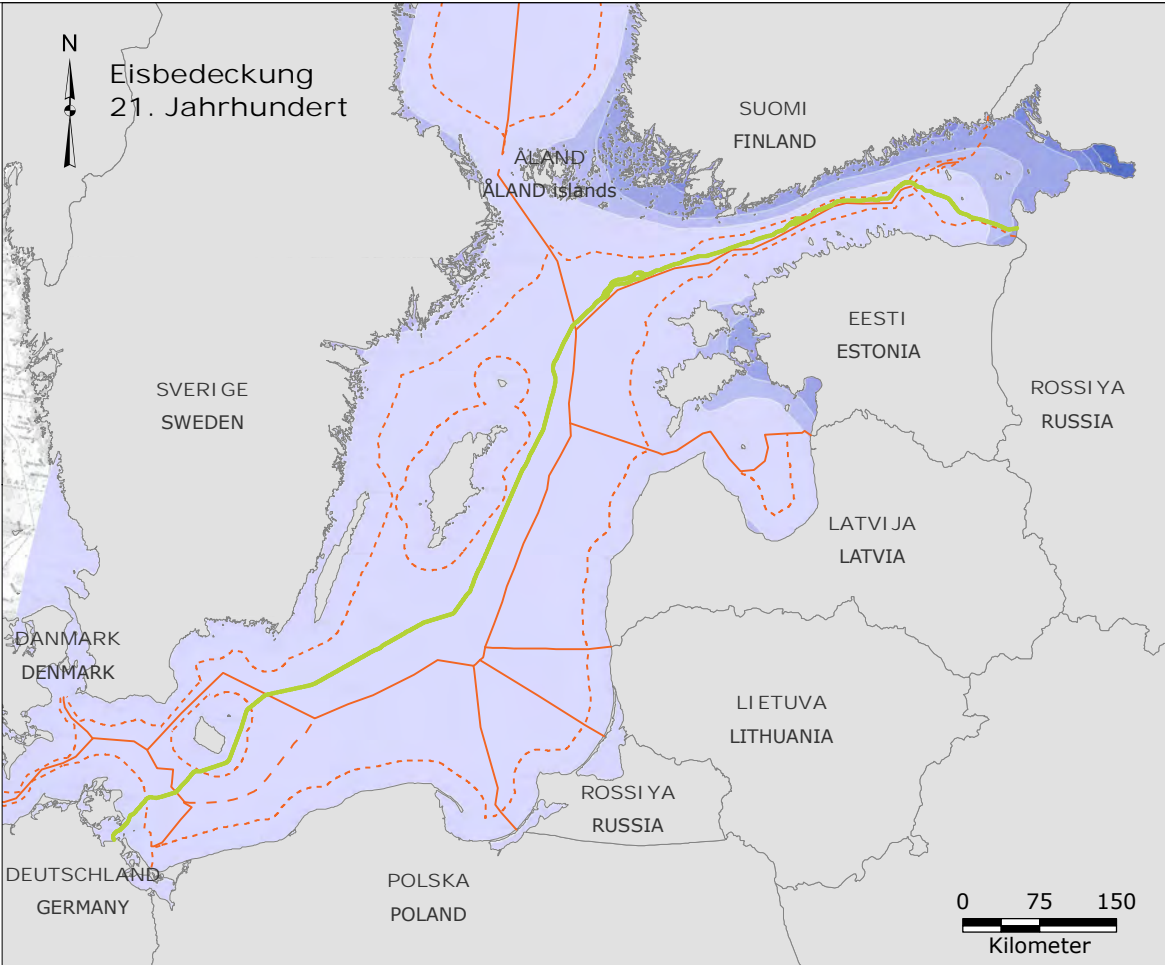 N
Eisbedeckung
21. Jahrhundert
SUOMI
FINLAND
ÅLAND
ÅLAND islands
EESTI
ESTONIA
SVERIGE
SWEDEN
ROSSIYA
RUSSIA
LATVIJA
LATVIA
DANMARK
DENMARK
LIETUVA
LITHUANIA
ROSSIYA
RUSSIA
DEUTSCHLAND
GERMANY
POLSKA
POLAND
0 75 150
Kilometer